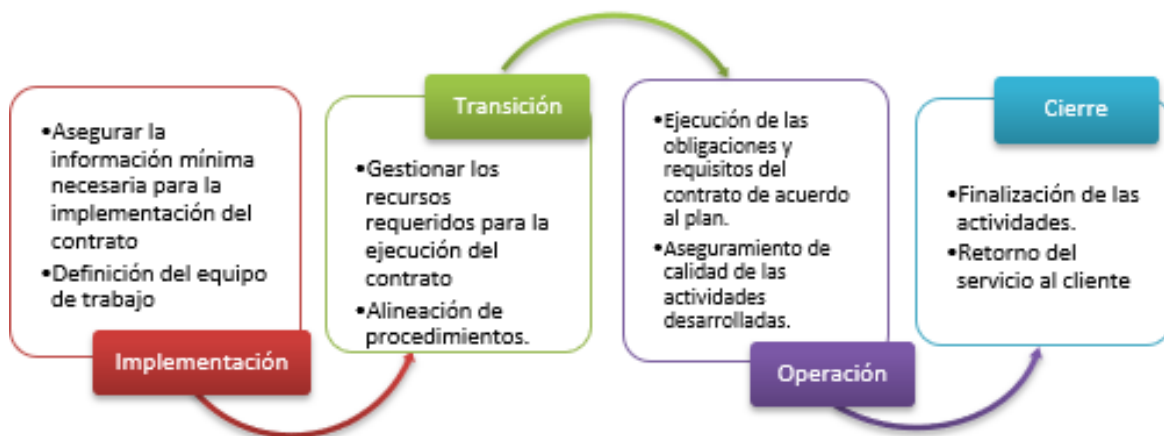 •Asegurar la
información mínima
necesaria para la
implementación del
contrato
•Definición del equipo
de trabajo
Implementación
Transición
•Gestionar los
recursos
requeridos para la
ejecución del
contrato
•Alineación de
procedimientos.
•Ejecución de las
obligaciones y
requisitos del
contrato de acuerdo
al plan.
•Aseguramiento de
calidad de las
actividades
desarrolladas.
Operación
Cierre
•Finalización de las
actividades.
•Retorno del
servicio al cliente